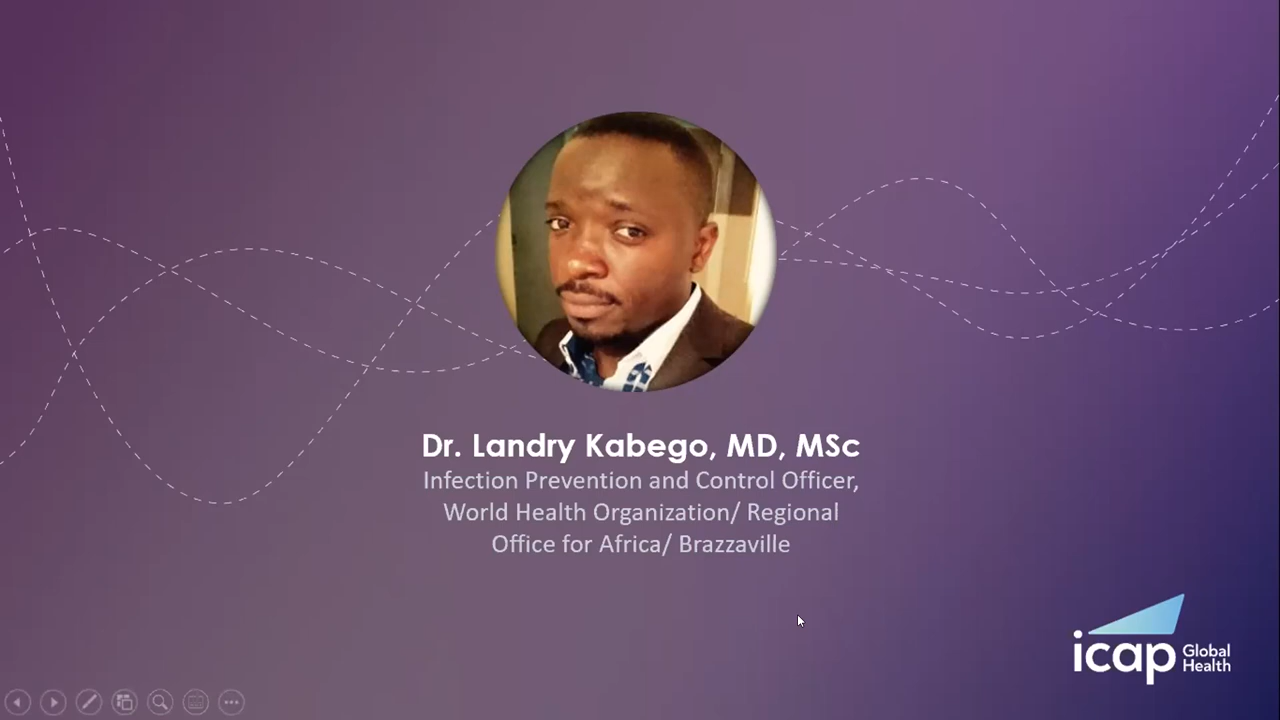 Dr. Landry Kabego, MD, MSc
Infection Prevention and Control Officer,
World Health Organization/ Regional
Office for Africa/ Brazzaville
icap Global
Health